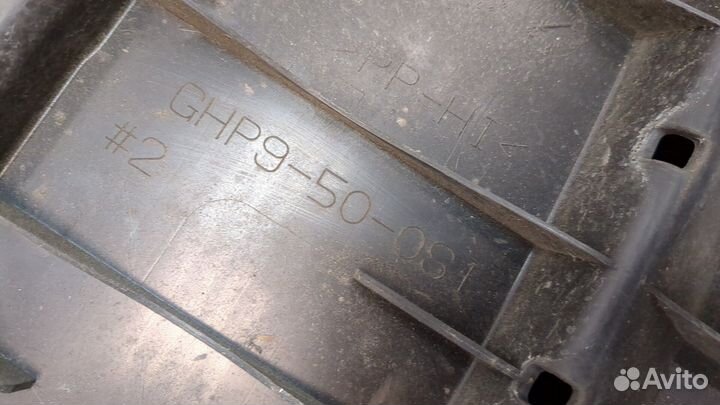 >PP-HI<
GHP9-50-0S1
#2
Avito